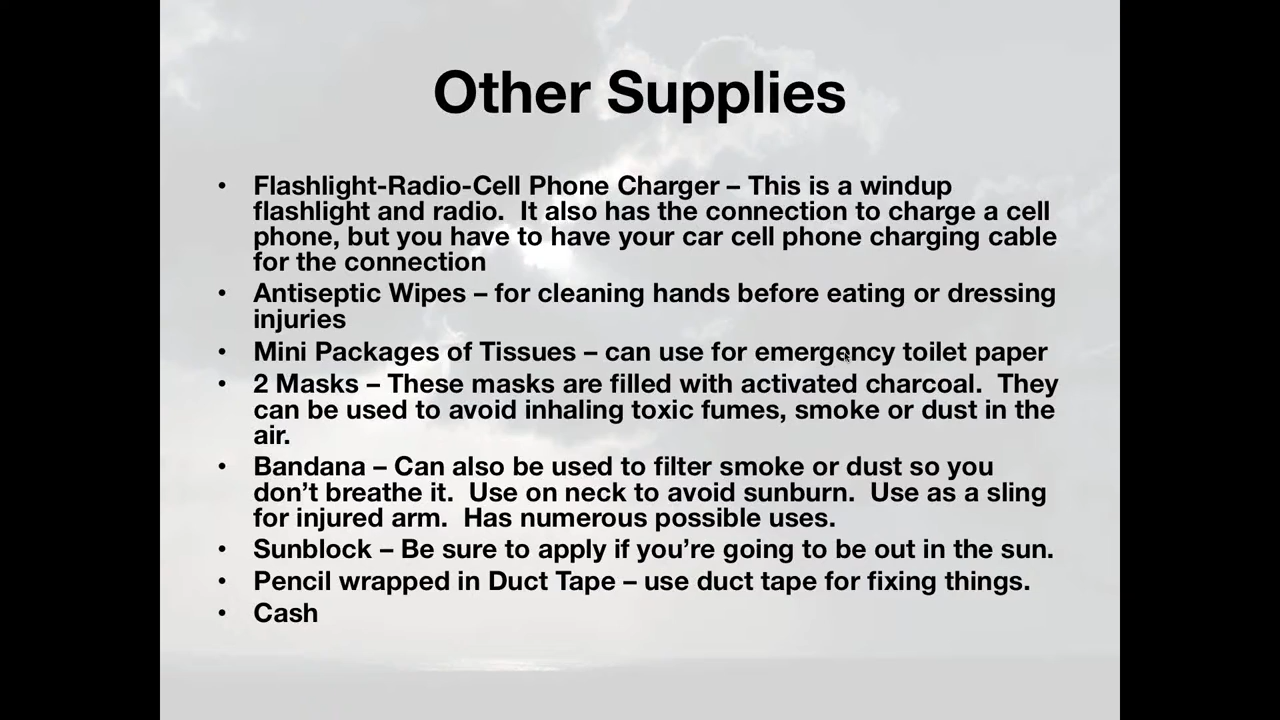 Other Supplies
• Flashlight-Radio-Cell Phone Charger – This is a windup
flashlight and radio.  It also has the connection to charge a cell
phone, but you have to have your car cell phone charging cable
for the connection
• Antiseptic Wipes – for cleaning hands before eating or dressing
injuries
• Mini Packages of Tissues – can use for emergency toilet paper
• 2 Masks – These masks are filled with activated charcoal.  They
can be used to avoid inhaling toxic fumes, smoke or dust in the
air.
• Bandana – Can also be used to filter smoke or dust so you
don’t breathe it.  Use on neck to avoid sunburn.  Use as a sling
for injured arm.  Has numerous possible uses.
• Sunblock – Be sure to apply if you’re going to be out in the sun.
• Pencil wrapped in Duct Tape – use duct tape for fixing things.
• Cash